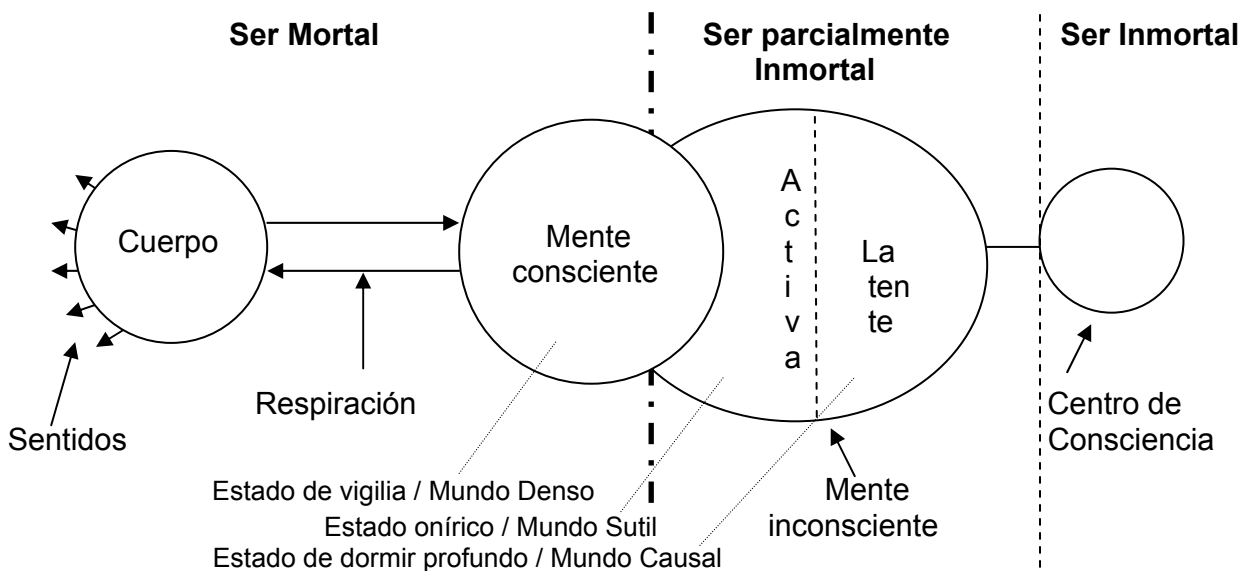 Ser Mortal
Ser parcialmente
Inmortal
Ser Inmortal
Cuerpo
Mente
consciente
A
c
t
i
v
a
La
ten
te
Respiración
Sentidos
Centro de
Consciencia
Estado de vigilia / Mundo Denso
Estado onírico / Mundo Sutil
Estado de dormir profundo / Mundo Causal
Mente
inconsciente